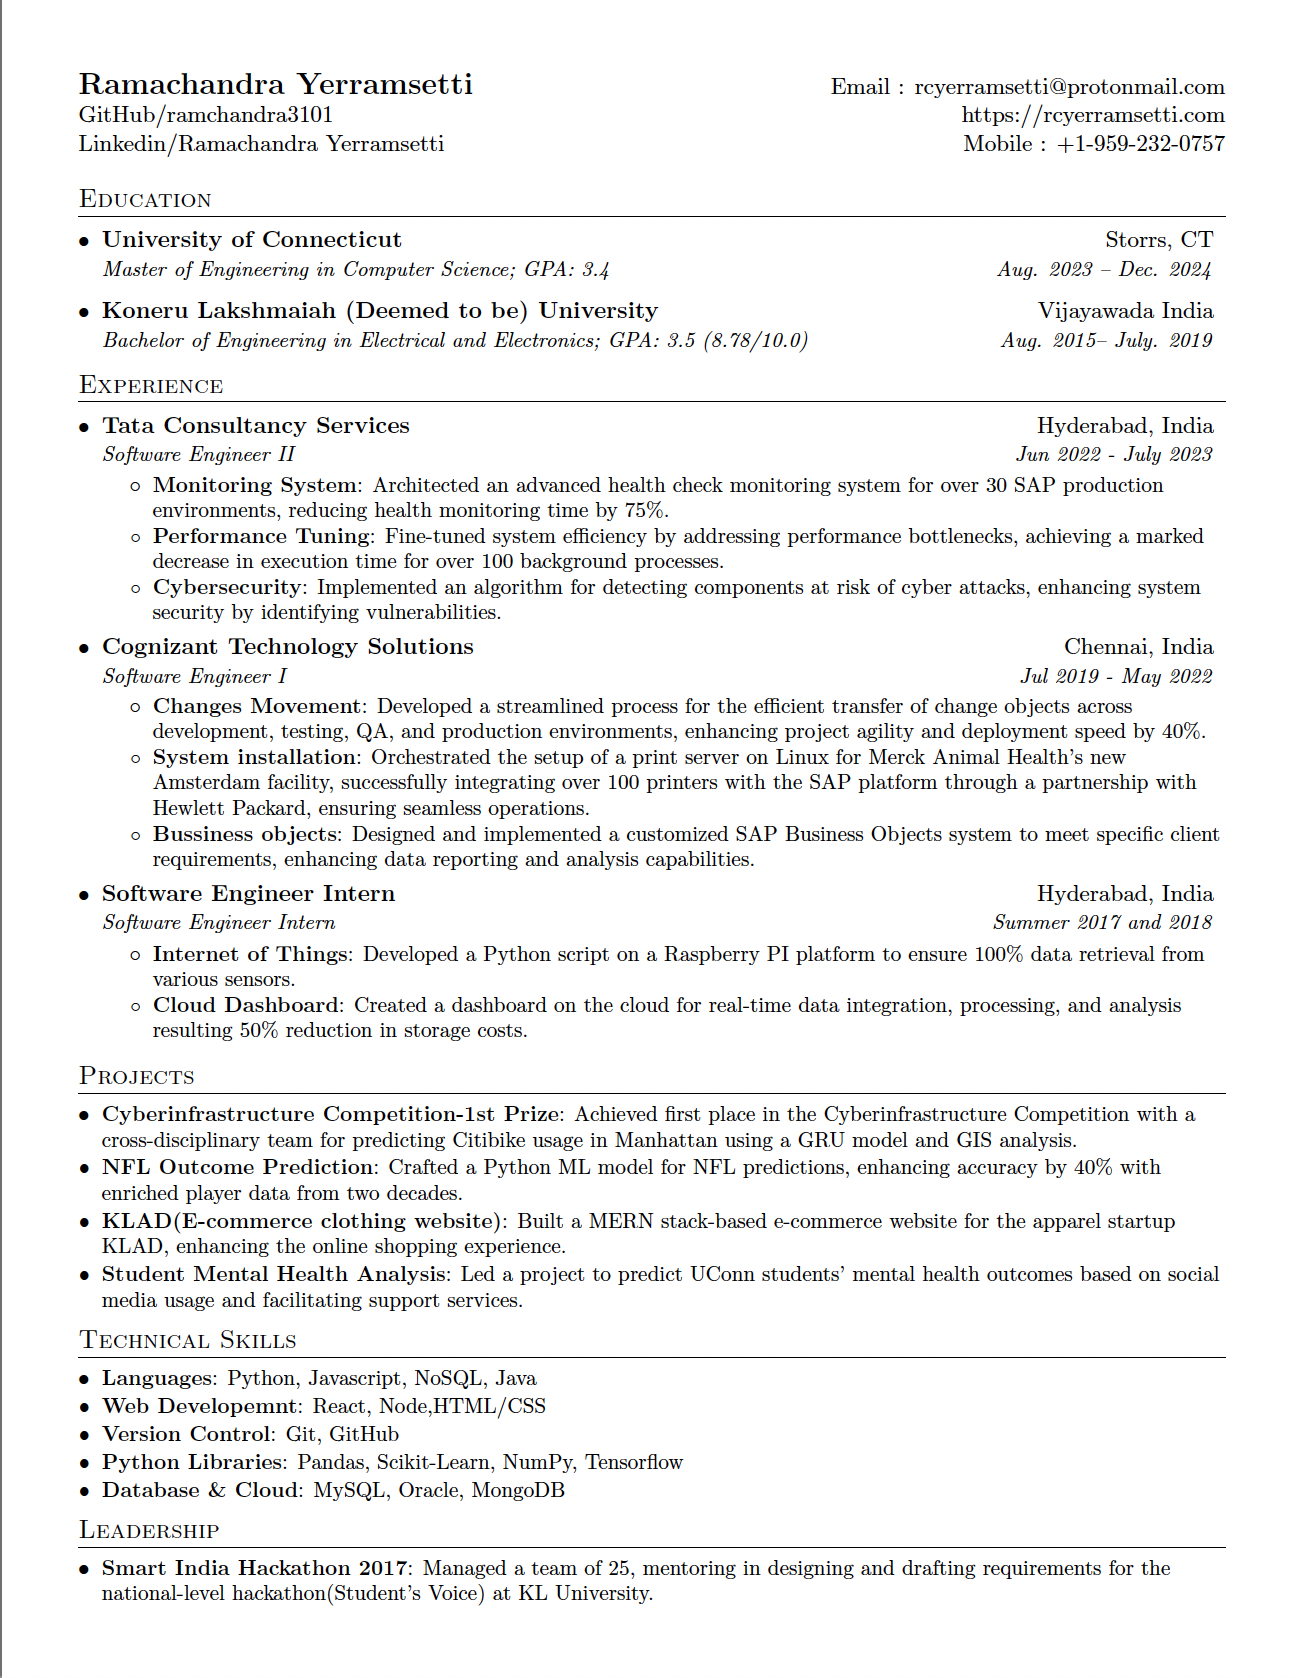 Ramachandra Yerramsetti Email : rcyerramsetti@protonmail.com
GitHub/ramchandra3101 https://rcyerramsetti.com
Linkedin/Ramachandra Yerramsetti Mobile : +1-959-232-0757
Education
• University of Connecticut Storrs, CT
Master of Engineering in Computer Science; GPA: 3.4 Aug. 2023 – Dec. 2024
• Koneru Lakshmaiah (Deemed to be) University Vijayawada India
Bachelor of Engineering in Electrical and Electronics; GPA: 3.5 (8.78/10.0) Aug. 2015– July. 2019
Experience
• Tata Consultancy Services Hyderabad, India
Software Engineer II Jun 2022 - July 2023
◦ Monitoring System: Architected an advanced health check monitoring system for over 30 SAP production
environments, reducing health monitoring time by 75%.
◦ Performance Tuning: Fine-tuned system efficiency by addressing performance bottlenecks, achieving a marked
decrease in execution time for over 100 background processes.
◦ Cybersecurity: Implemented an algorithm for detecting components at risk of cyber attacks, enhancing system
security by identifying vulnerabilities.
• Cognizant Technology Solutions Chennai, India
Software Engineer I Jul 2019 - May 2022
◦ Changes Movement: Developed a streamlined process for the efficient transfer of change objects across
development, testing, QA, and production environments, enhancing project agility and deployment speed by 40%.
◦ System installation: Orchestrated the setup of a print server on Linux for Merck Animal Health's new
Amsterdam facility, successfully integrating over 100 printers with the SAP platform through a partnership with
Hewlett Packard, ensuring seamless operations.
◦ Bussiness objects: Designed and implemented a customized SAP Business Objects system to meet specific client
requirements, enhancing data reporting and analysis capabilities.
• Software Engineer Intern Hyderabad, India
Software Engineer Intern Summer 2017 and 2018
◦ Internet of Things: Developed a Python script on a Raspberry PI platform to ensure 100% data retrieval from
various sensors.
◦ Cloud Dashboard: Created a dashboard on the cloud for real-time data integration, processing, and analysis
resulting 50% reduction in storage costs.
Projects
• Cyberinfrastructure Competition-1st Prize: Achieved first place in the Cyberinfrastructure Competition with a
cross-disciplinary team for predicting Citibike usage in Manhattan using a GRU model and GIS analysis.
• NFL Outcome Prediction: Crafted a Python ML model for NFL predictions, enhancing accuracy by 40% with
enriched player data from two decades.
• KLAD(E-commerce clothing website): Built a MERN stack-based e-commerce website for the apparel startup
KLAD, enhancing the online shopping experience.
• Student Mental Health Analysis: Led a project to predict UConn students' mental health outcomes based on social
media usage and facilitating support services.
Technical Skills
• Languages: Python, Javascript, NoSQL, Java
• Web Developemnt: React, Node,HTML/CSS
• Version Control: Git, GitHub
• Python Libraries: Pandas, Scikit-Learn, NumPy, Tensorflow
• Database & Cloud: MySQL, Oracle, MongoDB
Leadership
• Smart India Hackathon 2017: Managed a team of 25, mentoring in designing and drafting requirements for the
national-level hackathon(Student's Voice) at KL University.